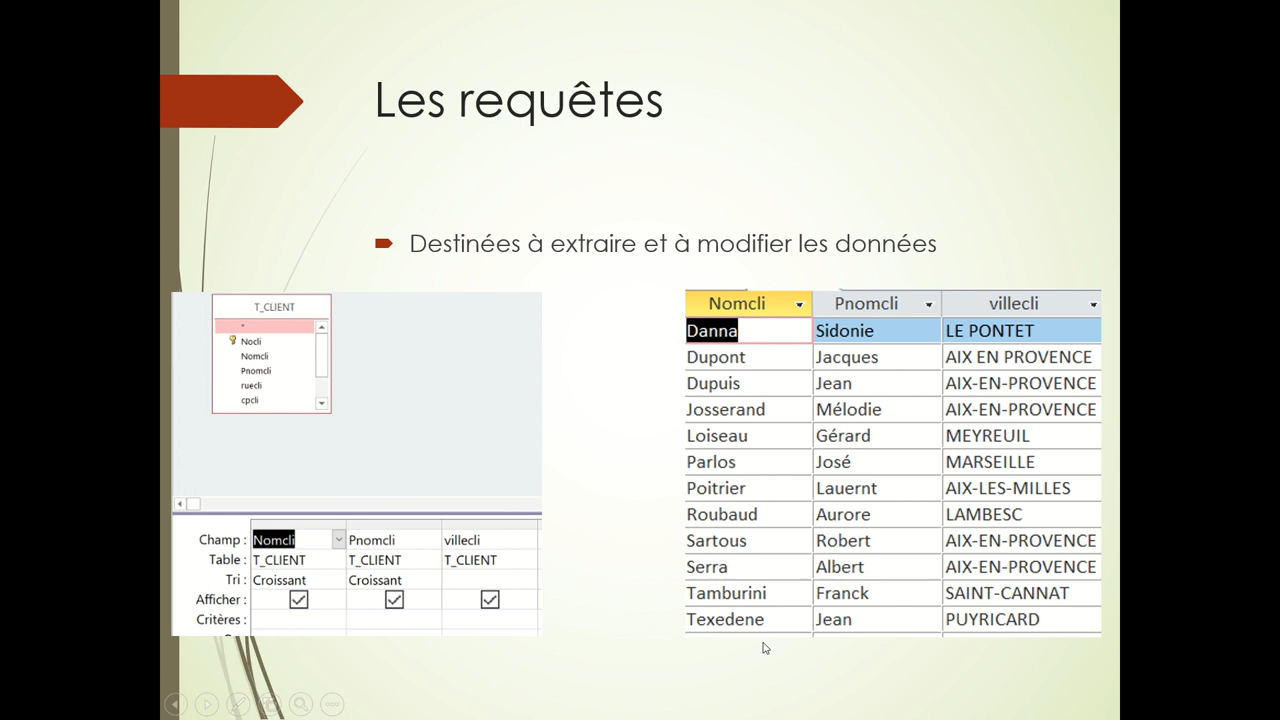 Les requêtes
Destinées à extraire et à modifier les données
T_CLIENT
*
Nocli
Nomcli
Pnomcli
ruecli
cpcli
Champ : Nomcli Pnomcli villecli
Table : T_CLIENT T_CLIENT T_CLIENT
Tri : Croissant Croissant
Afficher :
Critères :
Nomcli Pnomcli villecli
Danna Sidonie LE PONTET
Dupont Jacques AIX EN PROVENCE
Dupuis Jean AIX-EN-PROVENCE
Josserand Mélodie AIX-EN-PROVENCE
Loiseau Gérard MEYREUIL
Parlos José MARSEILLE
Poitrier Lauernt AIX-LES-MILLES
Roubaud Aurore LAMBESC
Sartous Robert AIX-EN-PROVENCE
Serra Albert AIX-EN-PROVENCE
Tamburini Franck SAINT-CANNAT
Texedene Jean PUYRICARD